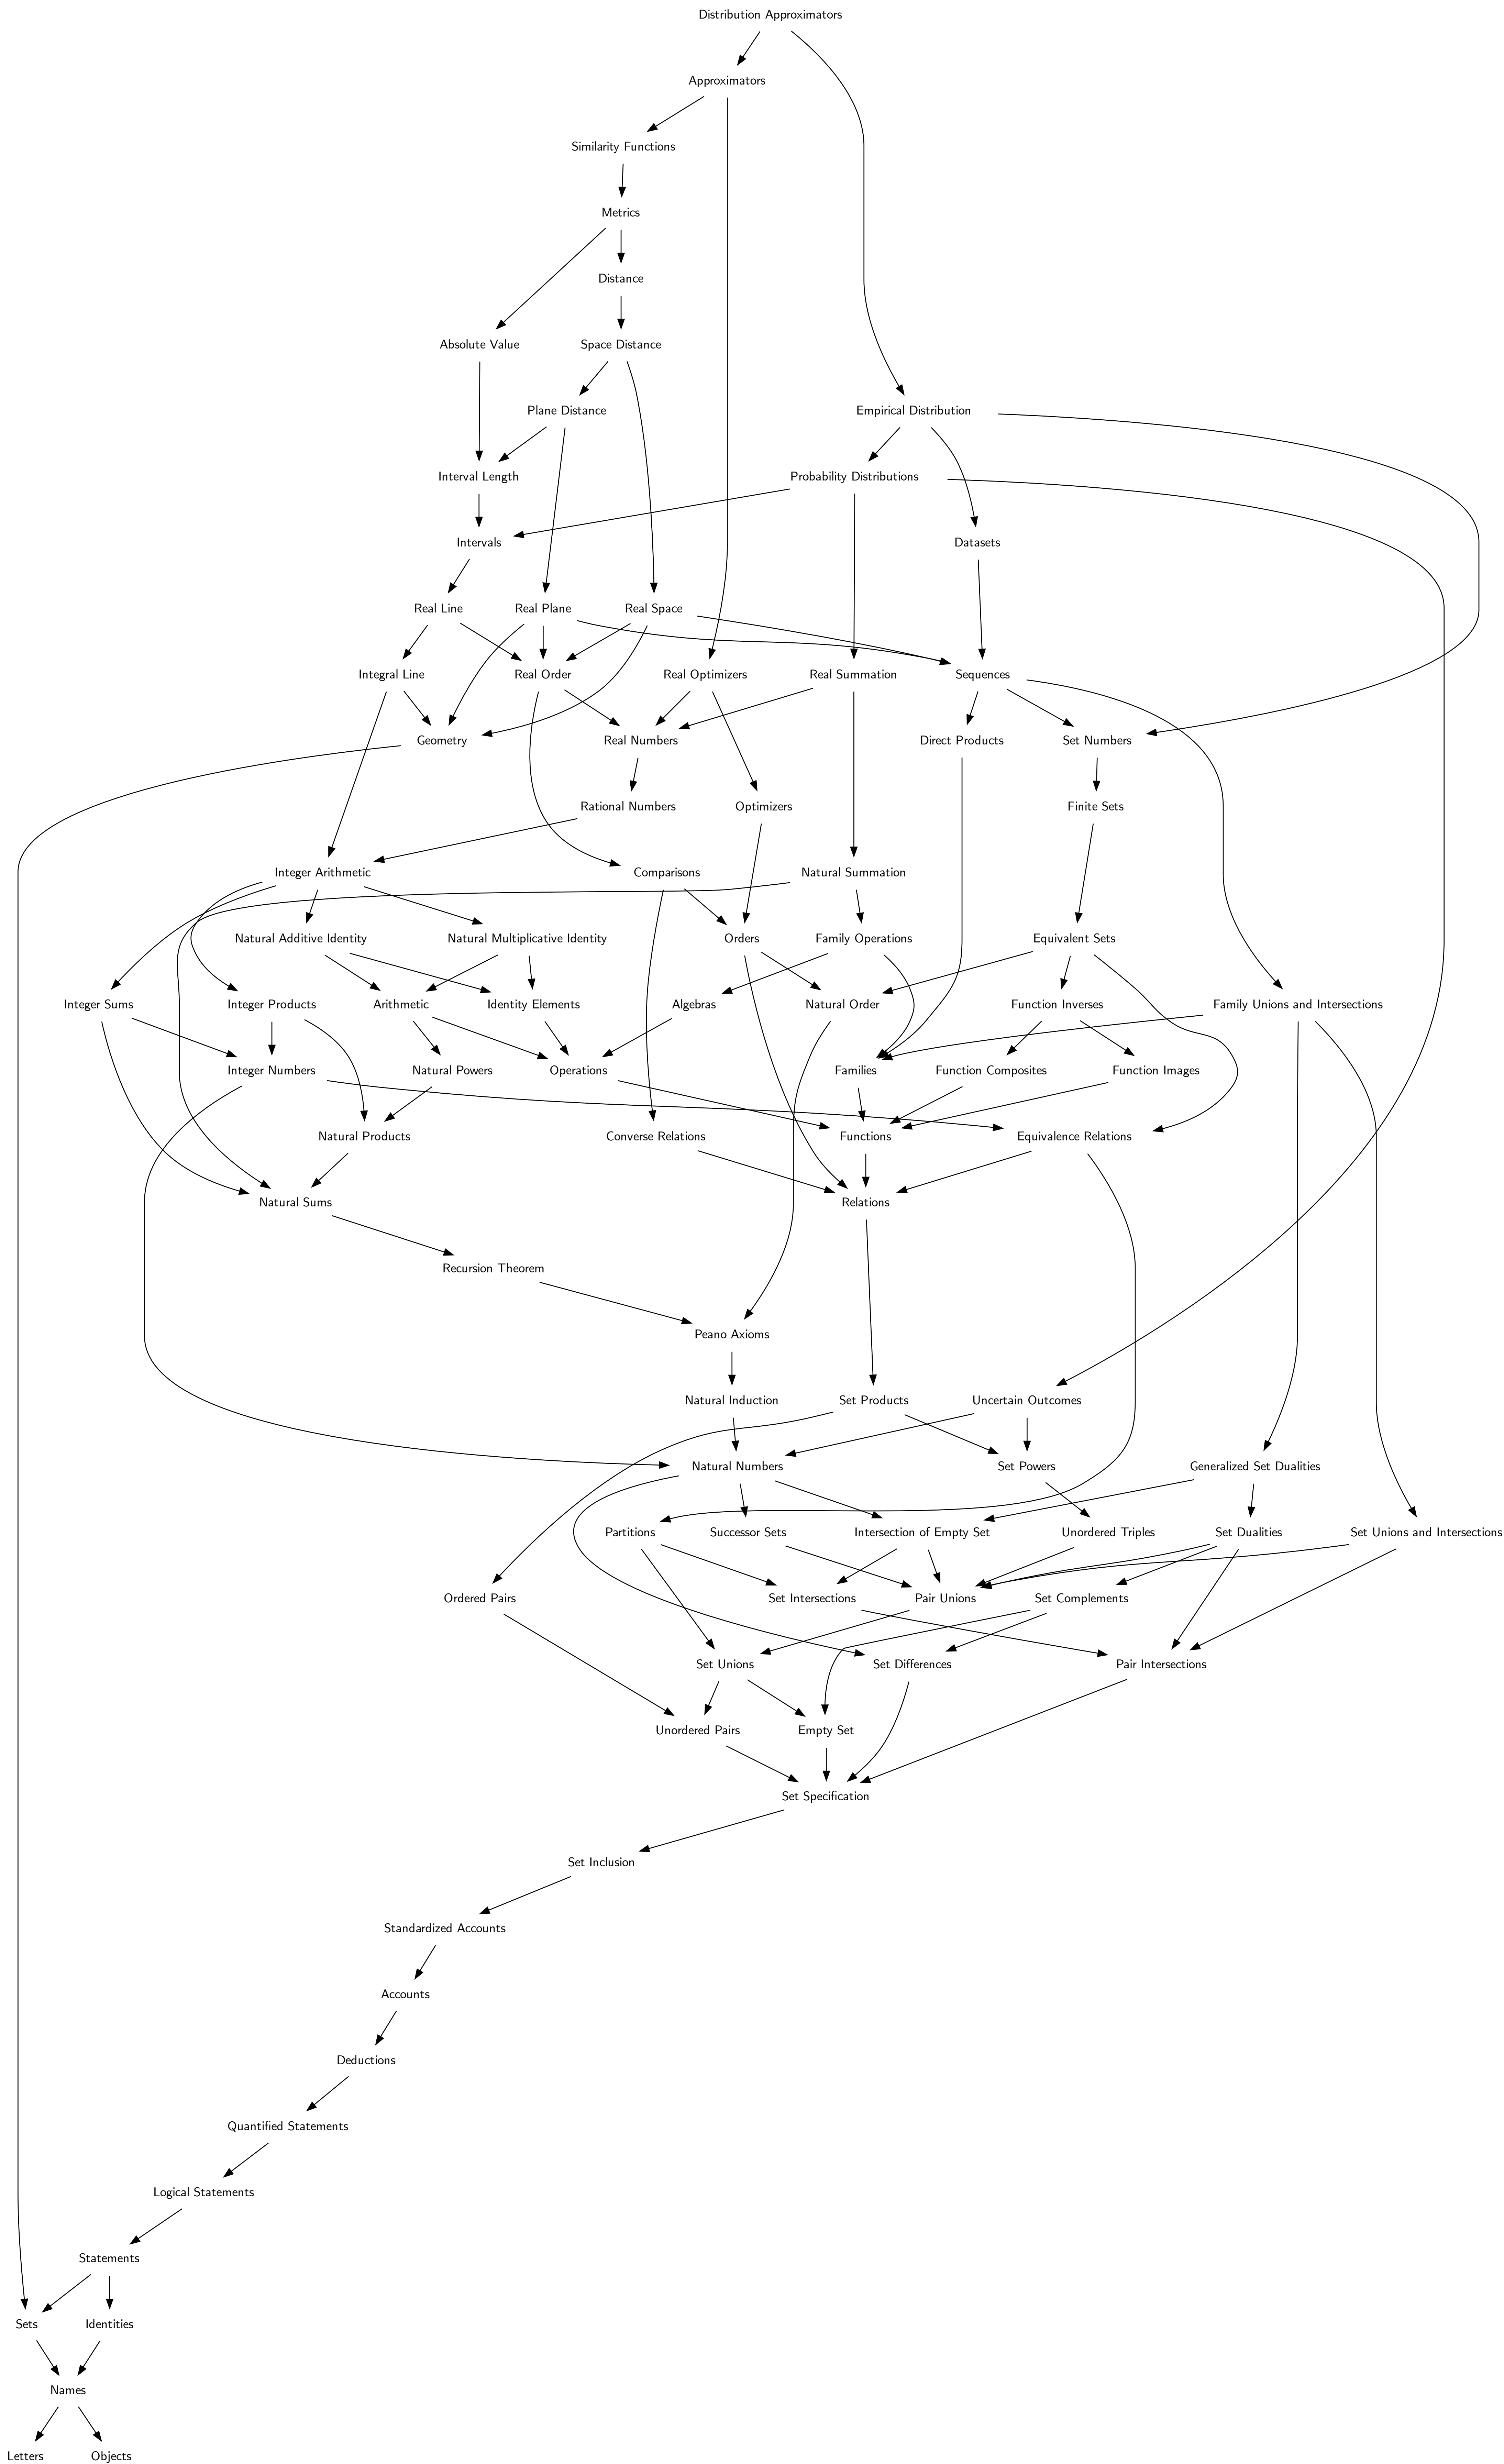 Distribution Approximators
Approximators
Similarity Functions
Metrics
Distance
Absolute Value
Space Distance
Plane Distance
Empirical Distribution
Interval Length
Probability Distributions
Intervals
Datasets
Real Line
Real Plane
Real Space
Integral Line
Real Order
Real Optimizers
Real Summation
Sequences
Geometry
Real Numbers
Direct Products
Set Numbers
Rational Numbers
Optimizers
Finite Sets
Integer Arithmetic
Comparisons
Natural Summation
Natural Additive Identity
Natural Multiplicative Identity
Orders
Family Operations
Equivalent Sets
Integer Sums
Integer Products
Arithmetic
Identity Elements
Algebras
Natural Order
Function Inverses
Family Unions and Intersections
Integer Numbers
Natural Powers
Operations
Families
Function Composites
Function Images
Natural Products
Converse Relations
Functions
Equivalence Relations
Natural Sums
Relations
Recursion Theorem
Peano Axioms
Natural Induction
Set Products
Uncertain Outcomes
Natural Numbers
Set Powers
Generalized Set Dualities
Partitions
Successor Sets
Intersection of Empty Set
Unordered Triples
Set Dualities
Set Unions and Intersections
Ordered Pairs
Set Intersections
Pair Unions
Set Complements
Set Unions
Set Differences
Pair Intersections
Unordered Pairs
Empty Set
Set Specification
Set Inclusion
Standardized Accounts
Accounts
Deductions
Quantified Statements
Logical Statements
Statements
Sets
Identities
Names
Letters
Objects